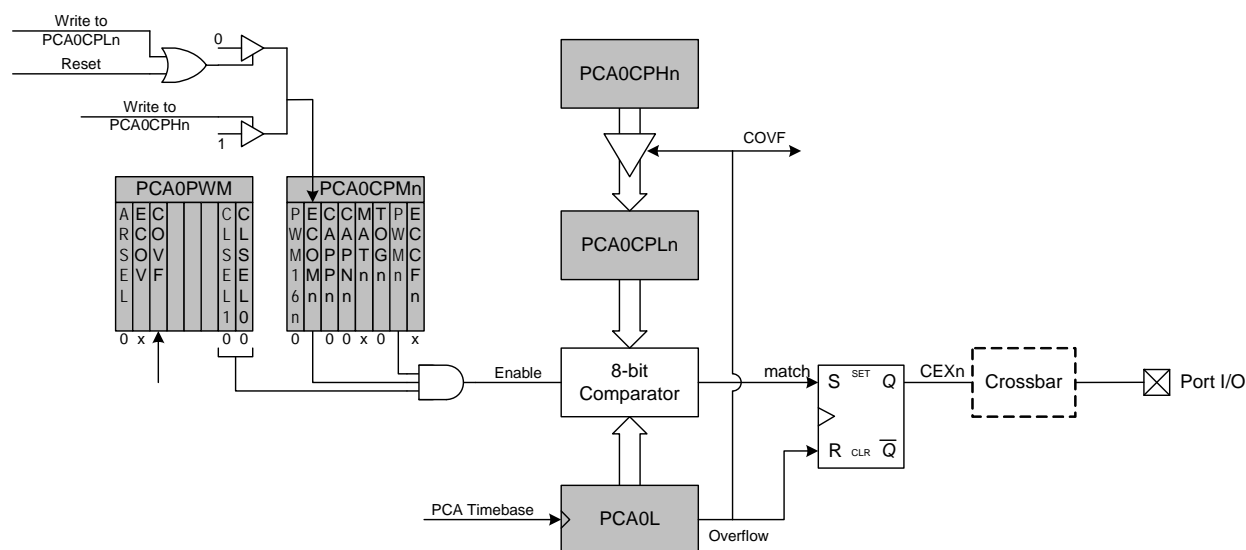 Write to
PCA0CPLn
Reset
0
Write to
PCA0CPHn
1
PCA0CPHn
COVF
PCA0PWM
ARSEL
ECOV
COVF
CLSEL1
CLSEL0
0 x 0 0
PCA0CPMn
PWM16n
ECOMn
CAPPn
CAPNn
MATn
TOGn
PWMn
ECCFn
0 0 0 x 0 x
PCA0CPLn
Enable
8-bit
Comparator
match
S SET Q
R CLR Q
CEXn
Crossbar
Port I/O
PCA Timebase
PCA0L
Overflow